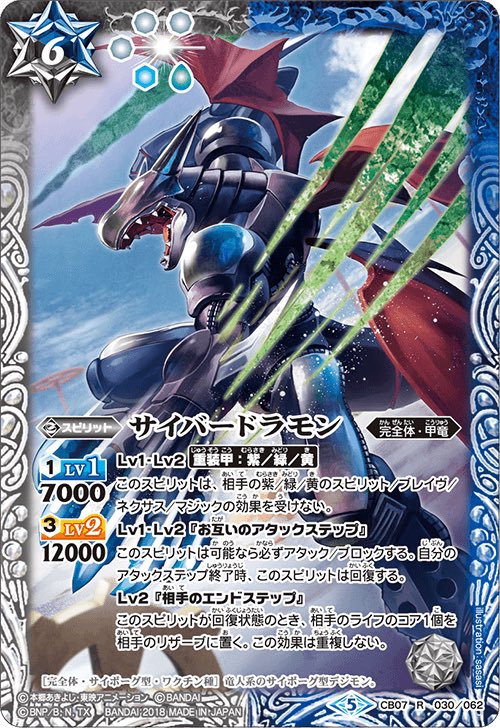 6
② スピリット サイバードラモン 完全体・甲竜
1 LV1 7000
Lv1-Lv2 重装甲:紫/緑/黄
このスピリットは、相手の紫/緑/黄のスピリット/ブレイヴ/
ネクサス/マジックの効果を受けない。
3 LV2 12000
Lv1-Lv2『お互いのアタックステップ』
このスピリットは可能なら必ずアタック/ブロックする。自分の
アタックステップ終了時、このスピリットは回復する。
Lv2『相手のエンドステップ』
このスピリットが回復状態のとき、相手のライフのコア1個を
相手のリザーブに置く。この効果は重複しない。
[完全体・サイボーグ型・ワクチン種] 竜人系のサイボーグ型デジモン。
©本郷あきよし・東映アニメーション ©BANDAI
©BNP/B・N, TX BANDAI 2018 MADE IN JAPAN
5 CB07 R 030/062
illustration:sasasi